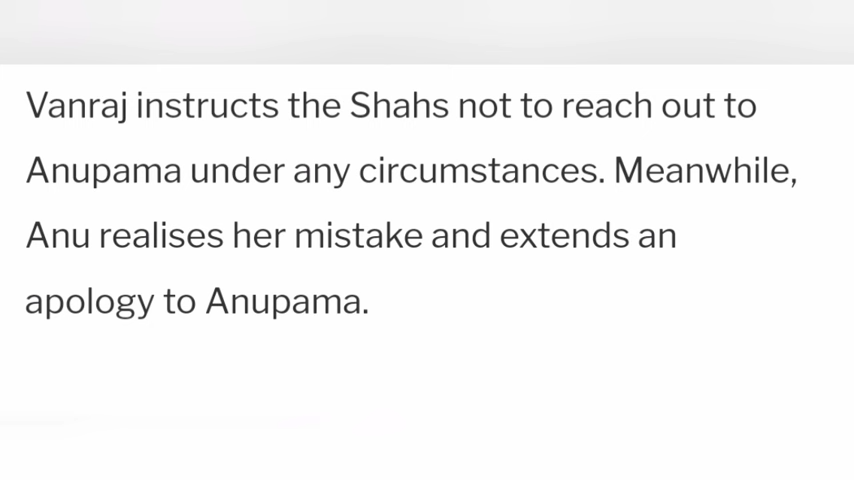 Vanraj instructs the Shahs not to reach out to
Anupama under any circumstances. Meanwhile,
Anu realises her mistake and extends an
apology to Anupama.